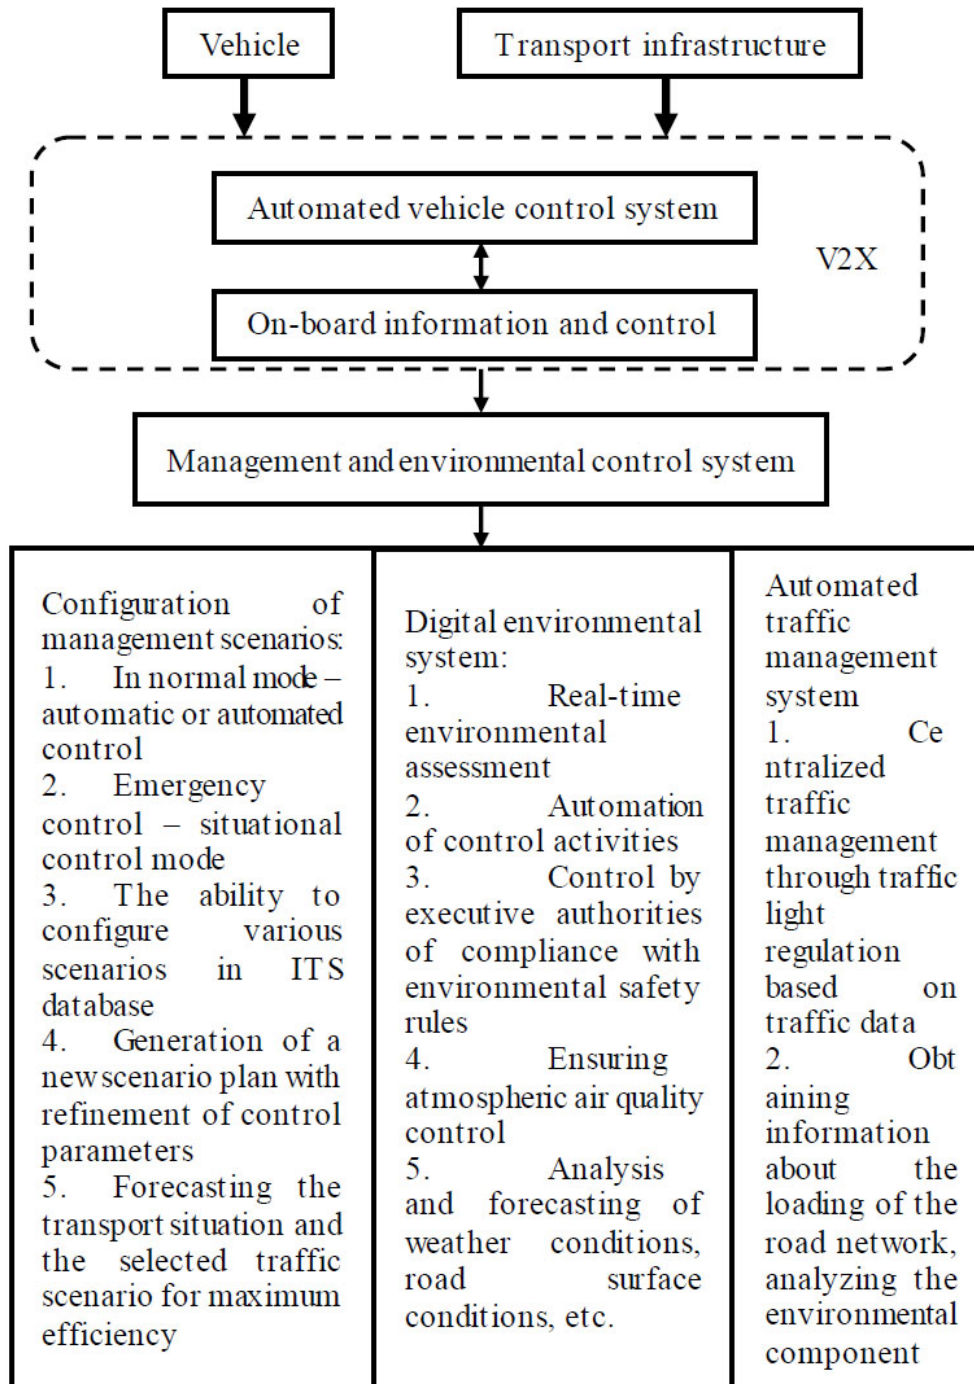 Vehicle
Transport infrastructure
Automated vehicle control system
V2X
On-board information and control
Management and environmental control system
Configuration of
management scenarios:
1. In normal mode –
automatic or automated
control
2. Emergency
control – situational
control mode
3. The ability to
configure various
scenarios in ITS
database
4. Generation of a
new scenario plan with
refinement of control
parameters
5. Forecasting the
transport situation and
the selected traffic
scenario for maximum
efficiency
Digital environmental
system:
1. Real-time
environmental
assessment
2. Automation
of control activities
3. Control by
executive authorities
of compliance with
environmental safety
rules
4. Ensuring
atmospheric air quality
control
5. Analysis
and forecasting of
weather conditions,
road surface
conditions, etc.
Automated
traffic
management
system
1. Ce
ntralized
traffic
management
through traffic
light
regulation
based on
traffic data
2. Obt
aining
information
about the
loading of the
road network,
analyzing the
environmental
component